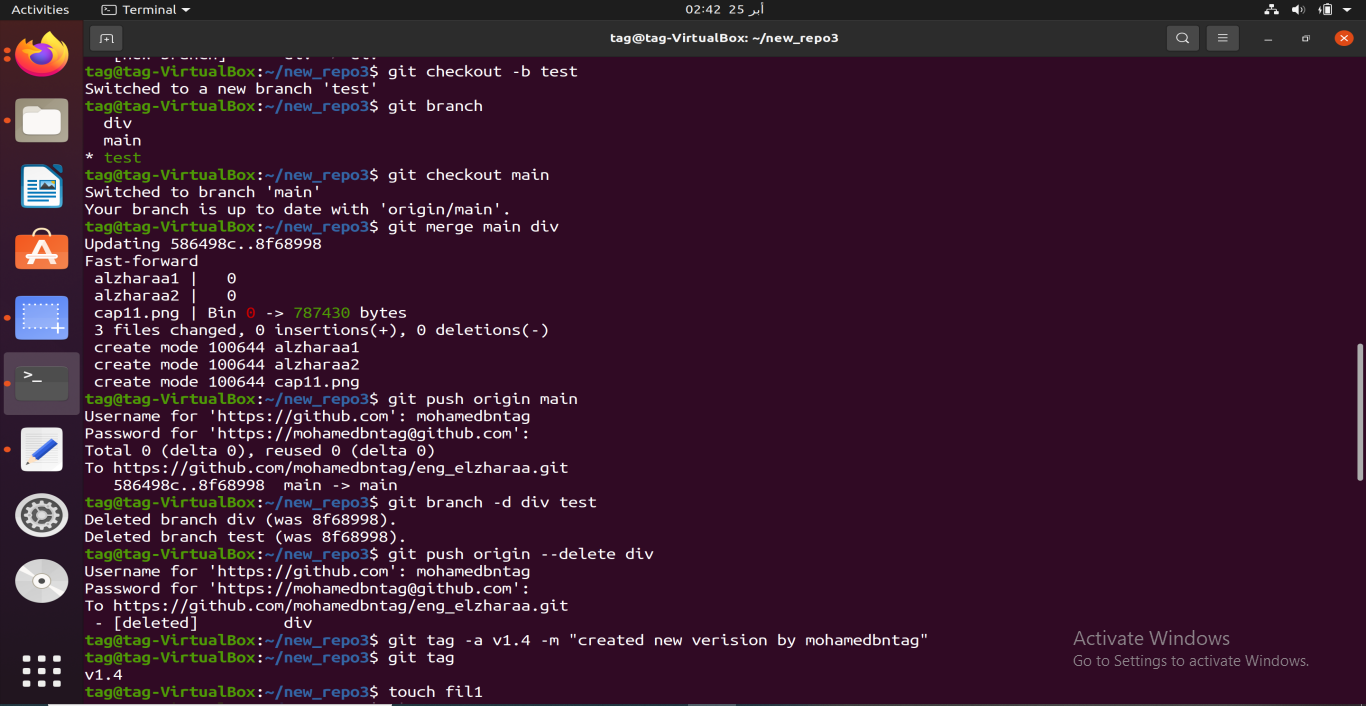 Activities
Terminal
02:42 25 أبر
tag@tag-VirtualBox: ~/new_repo3
tag@tag-VirtualBox:~/new_repo3$ git checkout -b test
Switched to a new branch 'test'
tag@tag-VirtualBox:~/new_repo3$ git branch
  div
  main
* test
tag@tag-VirtualBox:~/new_repo3$ git checkout main
Switched to branch 'main'
Your branch is up to date with 'origin/main'.
tag@tag-VirtualBox:~/new_repo3$ git merge main div
Updating 586498c..8f68998
Fast-forward
 alzharaa1 |   0
 alzharaa2 |   0
 cap11.png | Bin 0 -> 787430 bytes
 3 files changed, 0 insertions(+), 0 deletions(-)
 create mode 100644 alzharaa1
 create mode 100644 alzharaa2
 create mode 100644 cap11.png
tag@tag-VirtualBox:~/new_repo3$ git push origin main
Username for 'https://github.com': mohamedbntag
Password for 'https://mohamedbntag@github.com':
Total 0 (delta 0), reused 0 (delta 0)
To https://github.com/mohamedbntag/eng_elzharaa.git
   586498c..8f68998  main -> main
tag@tag-VirtualBox:~/new_repo3$ git branch -d div test
Deleted branch div (was 8f68998).
Deleted branch test (was 8f68998).
tag@tag-VirtualBox:~/new_repo3$ git push origin --delete div
Username for 'https://github.com': mohamedbntag
Password for 'https://mohamedbntag@github.com':
To https://github.com/mohamedbntag/eng_elzharaa.git
 - [deleted]         div
tag@tag-VirtualBox:~/new_repo3$ git tag -a v1.4 -m "created new verision by mohamedbntag"
tag@tag-VirtualBox:~/new_repo3$ git tag
v1.4
tag@tag-VirtualBox:~/new_repo3$ touch fil1
Activate Windows
Go to Settings to activate Windows.